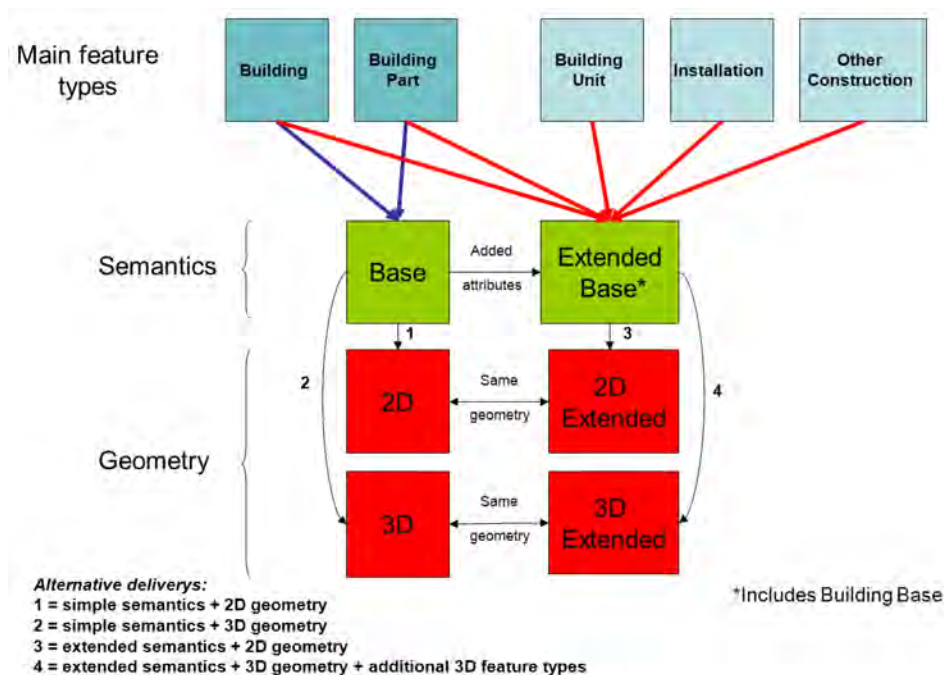 Main feature
types
Building
Building
Part
Building
Unit
Installation
Other
Construction
Semantics
Base
Added
attributes
Extended
Base*
1
3
2
4
2D
Same
geometry
2D
Extended
Geometry
3D
Same
geometry
3D
Extended
Alternative deliverys:
1 = simple semantics + 2D geometry
2 = simple semantics + 3D geometry
3 = extended semantics + 2D geometry
4 = extended semantics + 3D geometry + additional 3D feature types
*Includes Building Base